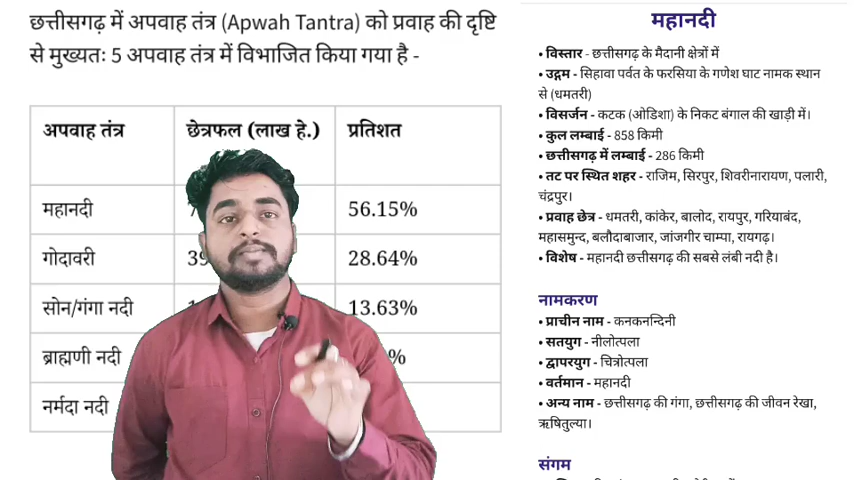 छत्तीसगढ़ में अपवाह तंत्र (Apwah Tantra) को प्रवाह की दृष्टि
से मुख्यतः 5 अपवाह तंत्र में विभाजित किया गया है -
अपवाह तंत्र छेत्रफल (लाख हे.) प्रतिशत
महानदी 56.15%
गोदावरी 39 28.64%
सोन/गंगा नदी 13.63%
ब्राह्मणी नदी %
नर्मदा नदी
महानदी
• विस्तार - छत्तीसगढ़ के मैदानी क्षेत्रों में
• उद्गम - सिहावा पर्वत के फरसिया के गणेश घाट नामक स्थान
से (धमतरी)
• विसर्जन - कटक (ओडिशा) के निकट बंगाल की खाड़ी में।
• कुल लम्बाई - 858 किमी
• छत्तीसगढ़ में लम्बाई - 286 किमी
• तट पर स्थित शहर - राजिम, सिरपुर, शिवरीनारायण, पलारी,
चंद्रपुर।
• प्रवाह छेत्र - धमतरी, कांकेर, बालोद, रायपुर, गरियाबंद,
महासमुन्द, बलौदाबाजार, जांजगीर चाम्पा, रायगढ़।
• विशेष - महानदी छत्तीसगढ़ की सबसे लंबी नदी है।
नामकरण
• प्राचीन नाम - कनकनन्दिनी
• सतयुग - नीलोत्पला
• द्वापरयुग - चित्रोत्पला
• वर्तमान - महानदी
• अन्य नाम - छत्तीसगढ़ की गंगा, छत्तीसगढ़ की जीवन रेखा,
ऋषितुल्या।
संगम